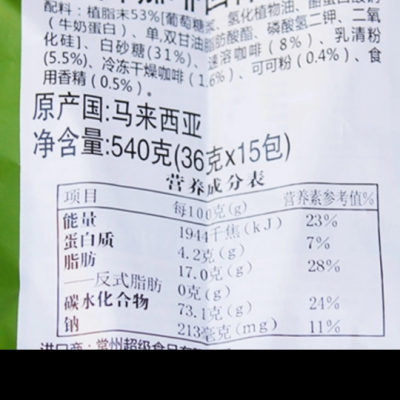 配料：植脂末53%[葡萄糖浆、氢化植物油、酪蛋白酸钠
（牛奶蛋白）、单,双甘油脂肪酸酯、磷酸氢二钾、二氧
化硅]、白砂糖(31%)、速溶咖啡（8%）、乳清粉
(5.5%)、冷冻干燥咖啡(1.6%)、可可粉(0.4%)、食
用香精(0.5%)。
原产国:马来西亚
净含量:540克(36克x15包)
营养成分表
项目 每100克(g) 营养素参考值%
能量 1944千焦(kJ) 23%
蛋白质 4.2克(g) 7%
脂肪 17.0克(g) 28%
——反式脂肪 0克(g)
碳水化合物 73.1克(g) 24%
钠 213毫克(mg) 11%
进口商:常州超级食品有